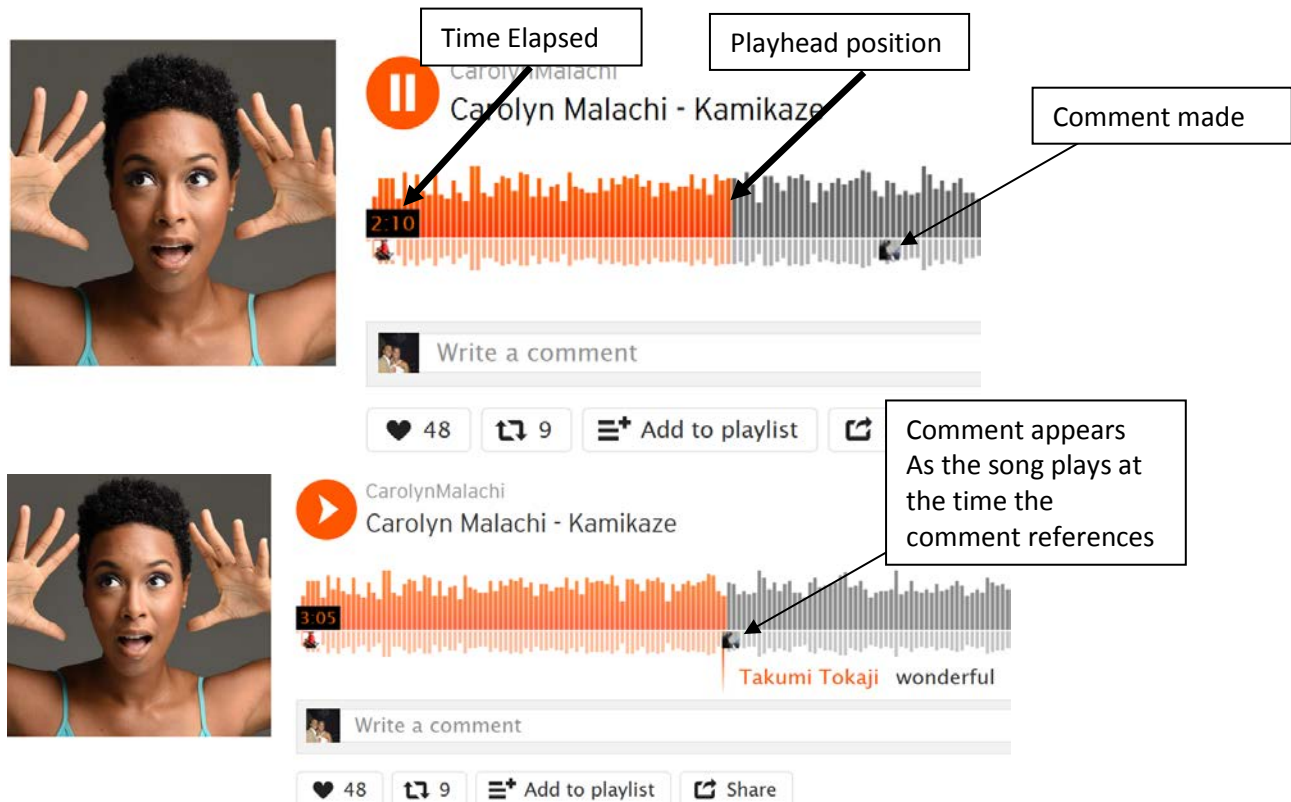 Time Elapsed
Playhead position
CarolynMalachi
Carolyn Malachi - Kamikaze
Comment made
2:10
Write a comment
48
9
Add to playlist
Comment appears
As the song plays at
the time the
comment references
CarolynMalachi
Carolyn Malachi - Kamikaze
3:05
Takumi Tokaji wonderful
Write a comment
48
9
Add to playlist
Share